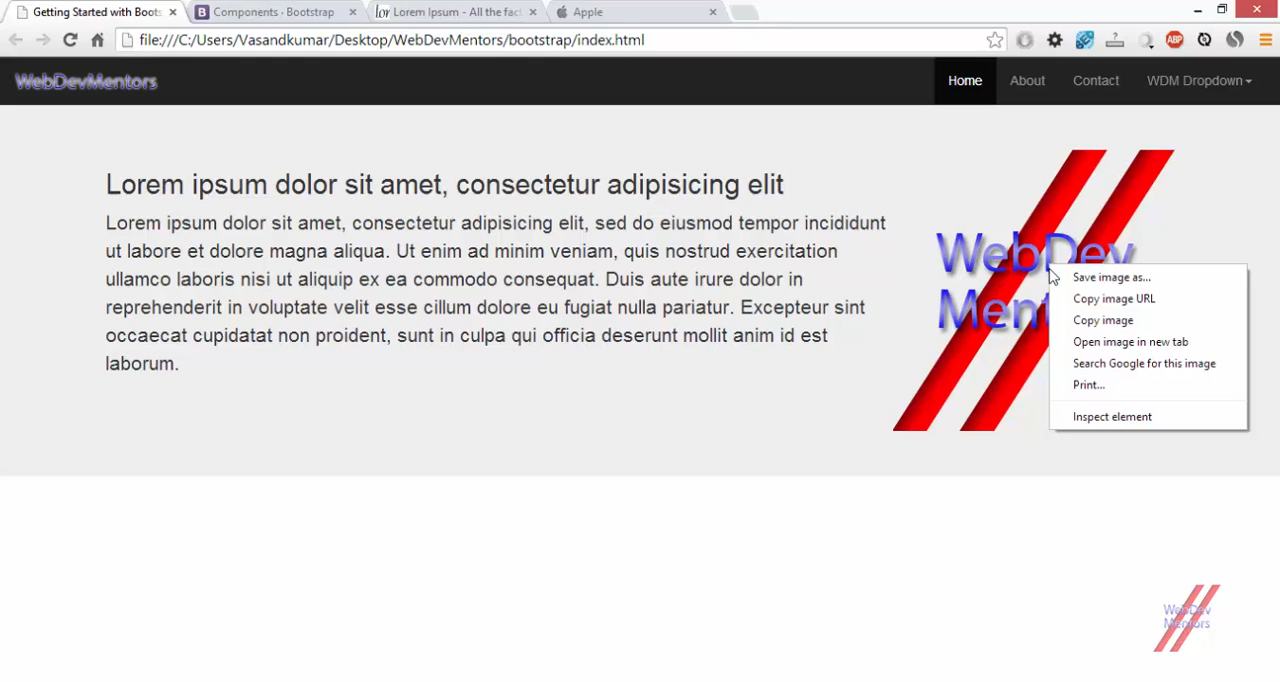 Getting Started with Boots
Components · Bootstrap
Lorem Ipsum - All the fac
Apple
file:///C:/Users/Vasandkumar/Desktop/WebDevMentors/bootstrap/index.html
ABP
WebDevMentors
Home
About
Contact
WDM Dropdown
Lorem ipsum dolor sit amet, consectetur adipisicing elit
Lorem ipsum dolor sit amet, consectetur adipisicing elit, sed do eiusmod tempor incididunt
ut labore et dolore magna aliqua. Ut enim ad minim veniam, quis nostrud exercitation
ullamco laboris nisi ut aliquip ex ea commodo consequat. Duis aute irure dolor in
reprehenderit in voluptate velit esse cillum dolore eu fugiat nulla pariatur. Excepteur sint
occaecat cupidatat non proident, sunt in culpa qui officia deserunt mollit anim id est
laborum.
WebDev
Ment
Save image as...
Copy image URL
Copy image
Open image in new tab
Search Google for this image
Print...
Inspect element
WebDev
Mentors